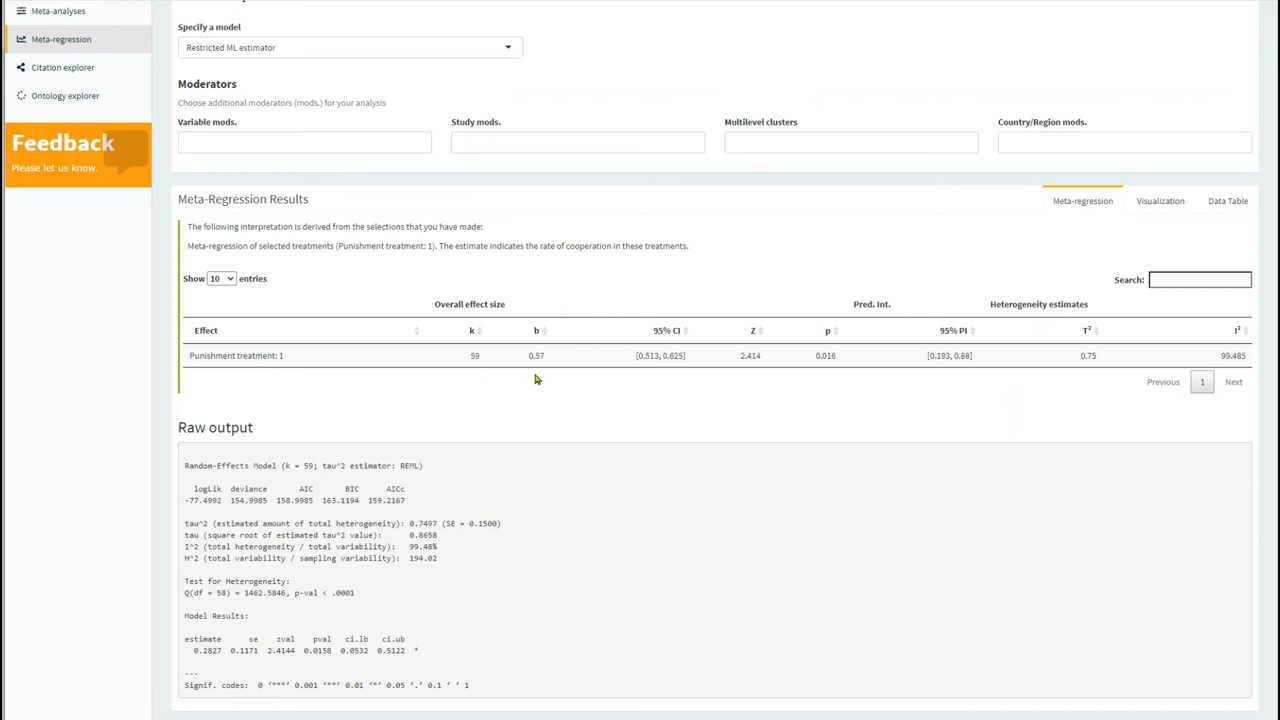 Meta-analyses
Meta-regression
Citation explorer
Ontology explorer
Feedback
Please let us know.
Specify a model
Restricted ML estimator
Moderators
Choose additional moderators (mods.) for your analysis
Variable mods. Study mods. Multilevel clusters Country/Region mods.
Meta-Regression Results Meta-regression Visualization Data Table
The following interpretation is derived from the selections that you have made:
Meta-regression of selected treatments (Punishment treatment: 1). The estimate indicates the rate of cooperation in these treatments.
Show 10 entries Search:
Overall effect size Pred. Int. Heterogeneity estimates
Effect k b 95% CI Z p 95% PI T² I²
Punishment treatment: 1 59 0.57 [0.513, 0.625] 2.414 0.016 [0.193, 0.88] 0.75 99.485
Previous 1 Next
Raw output
Random-Effects Model (k = 59; tau^2 estimator: REML)
logLik deviance AIC BIC AICc
-77.4992 154.9985 158.9985 163.1194 159.2167
tau^2 (estimated amount of total heterogeneity): 0.7497 (SE = 0.1500)
tau (square root of estimated tau^2 value): 0.8658
I^2 (total heterogeneity / total variability): 99.48%
H^2 (total variability / sampling variability): 194.02
Test for Heterogeneity:
Q(df = 58) = 1462.5846, p-val < .0001
Model Results:
estimate se zval pval ci.lb ci.ub
0.2827 0.1171 2.4144 0.0158 0.0532 0.5122 *
---
Signif. codes: 0 ‘***’ 0.001 ‘**’ 0.01 ‘*’ 0.05 ‘.’ 0.1 ‘ ’ 1